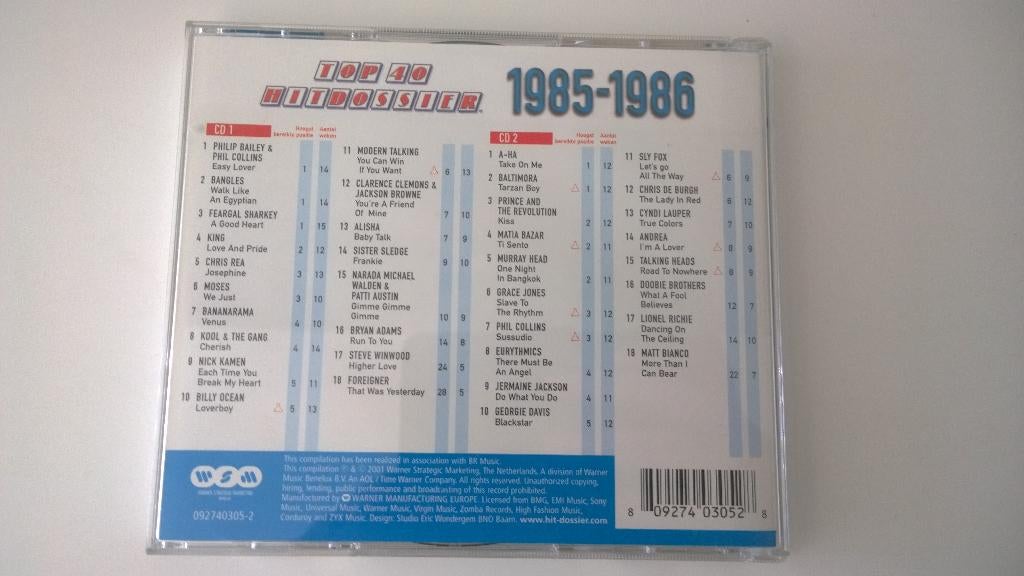 TOP 40
HITDOSSIER
1985-1986
CD 1
Hoogst Aantal
bereikte positie weken
1 PHILIP BAILEY &
PHIL COLLINS
Easy Lover 1 14
2 BANGLES
Walk Like
An Egyptian 1 14
3 FEARGAL SHARKEY
A Good Heart 1 15
4 KING
Love And Pride 2 12
5 CHRIS REA
Josephine 3 13
6 MOSES
We Just 3 10
7 BANANARAMA
Venus 4 10
8 KOOL & THE GANG
Cherish 4 14
9 NICK KAMEN
Each Time You
Break My Heart 5 11
10 BILLY OCEAN
Loverboy △ 5 13
11 MODERN TALKING
You Can Win
If You Want △ 6 13
12 CLARENCE CLEMONS &
JACKSON BROWNE
You're A Friend
Of Mine 7 10
13 ALISHA
Baby Talk 7 9
14 SISTER SLEDGE
Frankie 9 10
15 NARADA MICHAEL
WALDEN &
PATTI AUSTIN
Gimme Gimme
Gimme 10 9
16 BRYAN ADAMS
Run To You 14 8
17 STEVE WINWOOD
Higher Love 24 5
18 FOREIGNER
That Was Yesterday 28 5
CD 2
Hoogst Aantal
bereikte positie weken
1 A-HA
Take On Me 1 12
2 BALTIMORA
Tarzan Boy △ 1 12
3 PRINCE AND
THE REVOLUTION
Kiss 2 12
4 MATIA BAZAR
Ti Sento △ 2 11
5 MURRAY HEAD
One Night
In Bangkok 2 11
6 GRACE JONES
Slave To
The Rhythm △ 3 12
7 PHIL COLLINS
Sussudio △ 3 12
8 EURYTHMICS
There Must Be
An Angel 4 12
9 JERMAINE JACKSON
Do What You Do 4 11
10 GEORGIE DAVIS
Blackstar 5 12
11 SLY FOX
Let's go
All The Way △ 6 9
12 CHRIS DE BURGH
The Lady In Red 6 12
13 CYNDI LAUPER
True Colors 7 10
14 ANDREA
I'm A Lover △ 8 9
15 TALKING HEADS
Road To Nowhere △ 8 9
16 DOOBIE BROTHERS
What A Fool
Believes 12 7
17 LIONEL RICHIE
Dancing On
The Ceiling 14 10
18 MATT BIANCO
More Than I
Can Bear 22 7
WSM
WARNER STRATEGIC MARKETING
BENELUX
092740305-2
This compilation has been realized in association with BR Music.
This compilation ℗ & © 2001 Warner Strategic Marketing, The Netherlands, A division of Warner
Music Benelux B.V. An AOL / Time Warner Company. All rights reserved. Unauthorized copying,
hiring, lending, public performance and broadcasting of this record prohibited.
Manufactured by WARNER MANUFACTURING EUROPE. Licensed from BMG, EMI Music, Sony
Music, Universal Music, Warner Music, Virgin Music, Zomba Records, High Fashion Music,
Corduroy and ZYX Music. Design: Studio Eric Wondergem BNO Baarn. www.hit-dossier.com
8 09274 03052 8